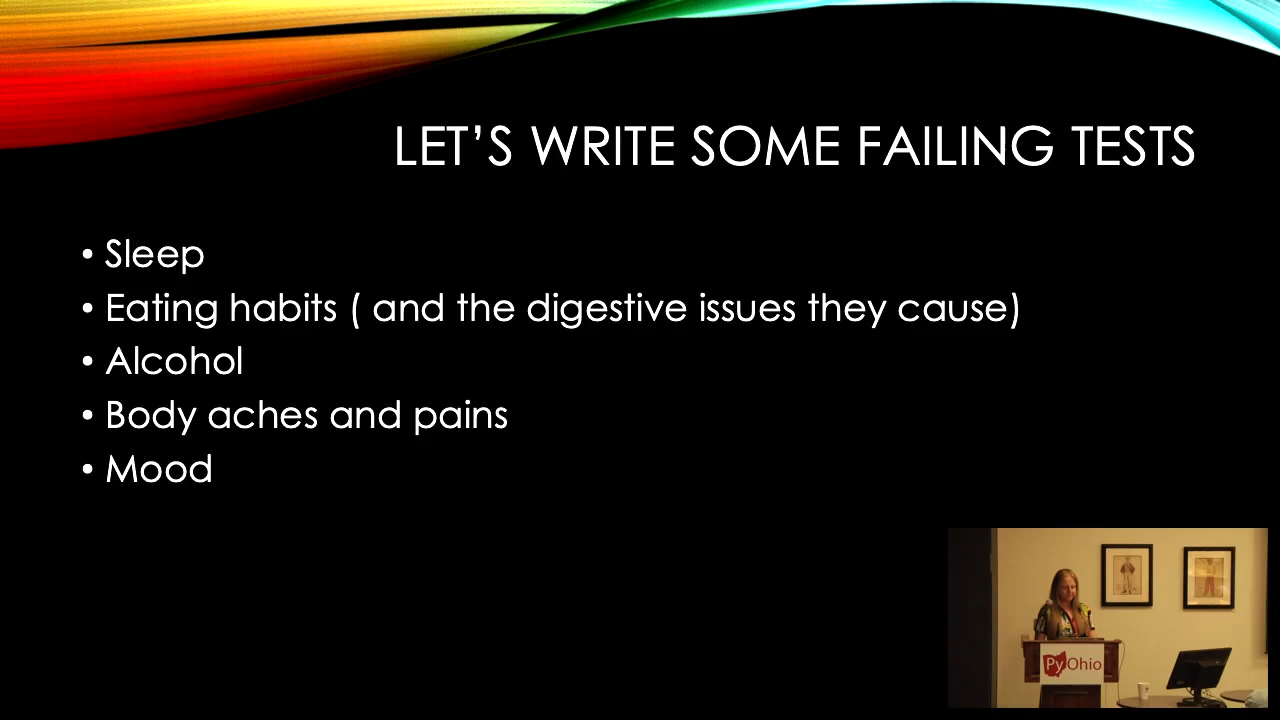 LET'S WRITE SOME FAILING TESTS
• Sleep
• Eating habits ( and the digestive issues they cause)
• Alcohol
• Body aches and pains
• Mood
PyOhio